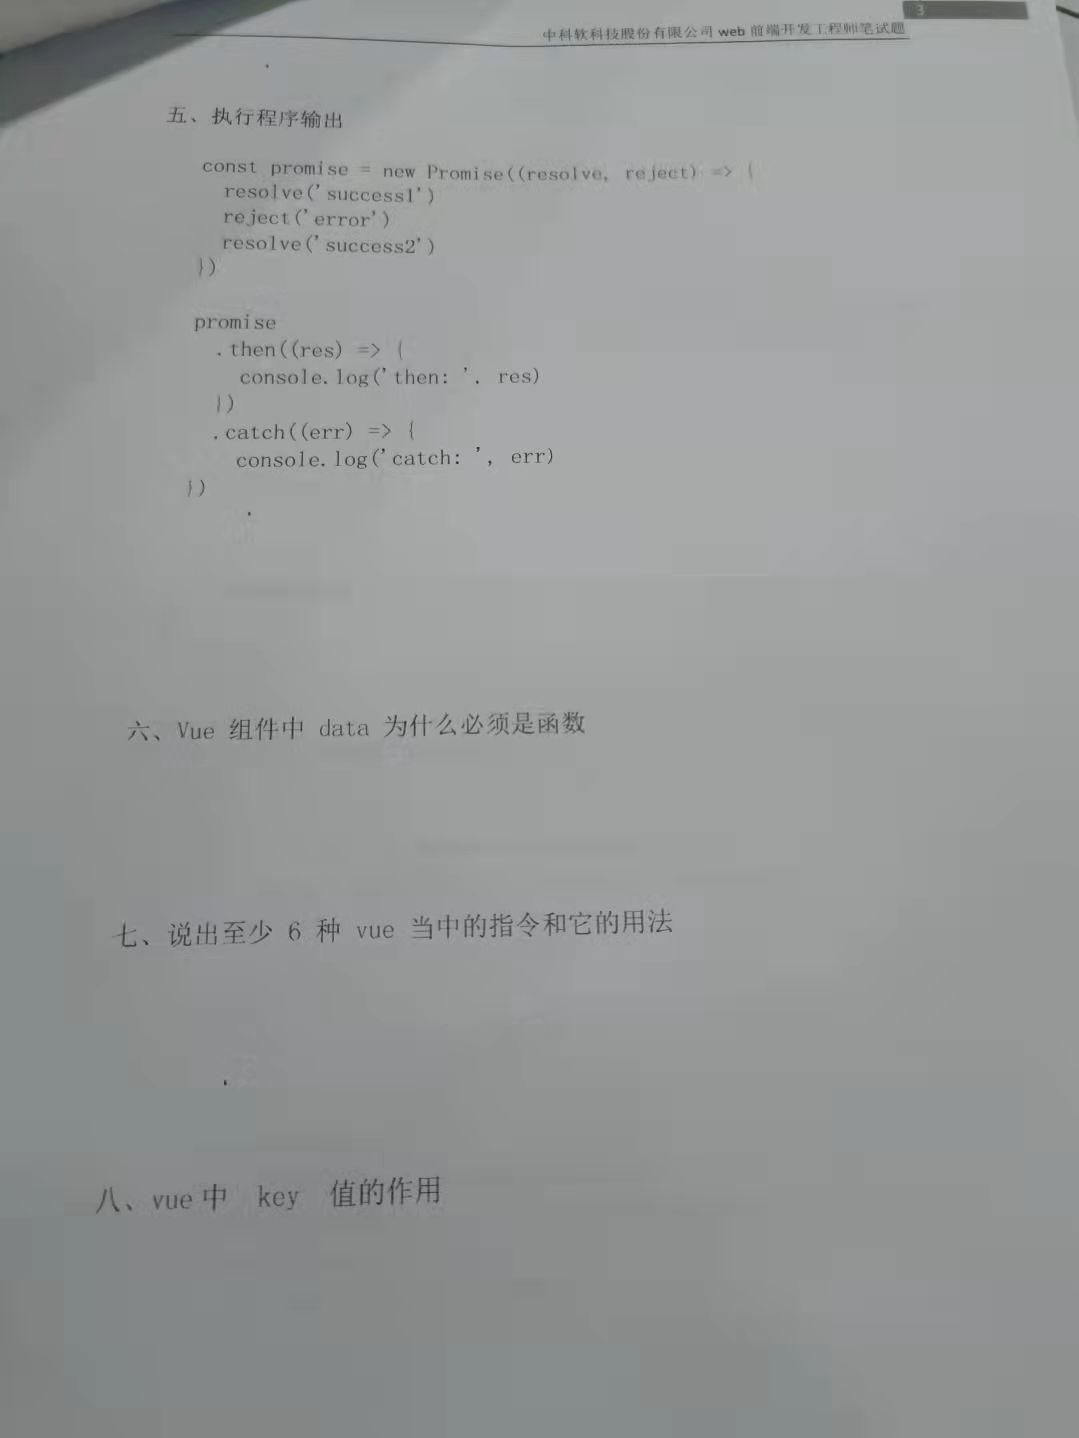 3
中科软科技股份有限公司 web 前端开发工程师笔试题
五、执行程序输出
const promise = new Promise((resolve, reject) => {
resolve('success1')
reject('error')
resolve('success2')
})
promise
.then((res) => {
console.log('then: ', res)
})
.catch((err) => {
console.log('catch: ', err)
})
六、Vue 组件中 data 为什么必须是函数
七、说出至少 6 种 vue 当中的指令和它的用法
八、vue中 key 值的作用